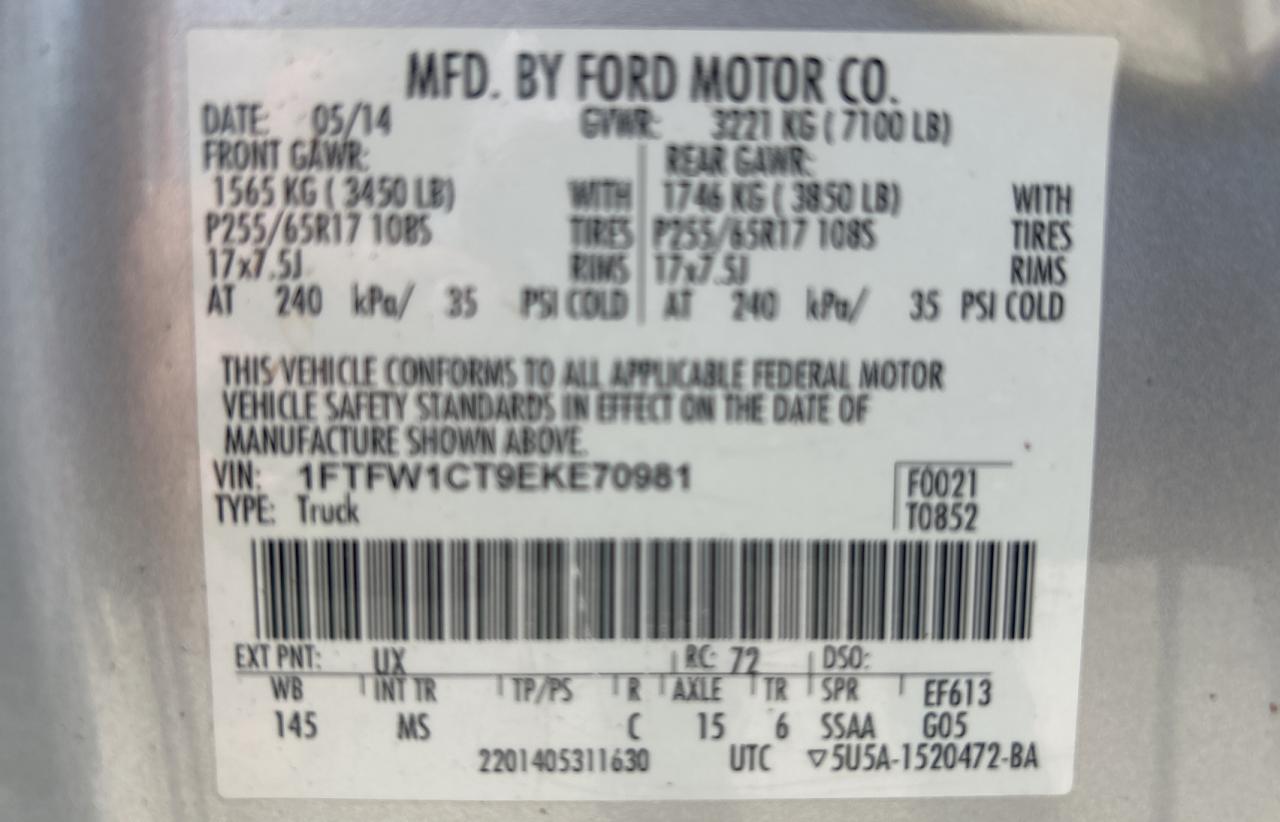 MFD. BY FORD MOTOR CO.
DATE: 05/14 GVWR: 3221 KG ( 7100 LB)
FRONT GAWR: REAR GAWR:
1565 KG ( 3450 LB) WITH 1746 KG ( 3850 LB) WITH
P255/65R17 108S TIRES P255/65R17 108S TIRES
17x7.5J RIMS 17x7.5J RIMS
AT 240 kPa/ 35 PSI COLD AT 240 kPa/ 35 PSI COLD
THIS VEHICLE CONFORMS TO ALL APPLICABLE FEDERAL MOTOR
VEHICLE SAFETY STANDARDS IN EFFECT ON THE DATE OF
MANUFACTURE SHOWN ABOVE.
VIN: 1FTFW1CT9EKE70981 F0021
TYPE: Truck T0852
EXT PNT: UX RC: 72 DSO:
WB INT TR TP/PS R AXLE TR SPR EF613
145 MS C 15 6 SSAA G05
2201405311630 UTC ▽5U5A-1520472-BA